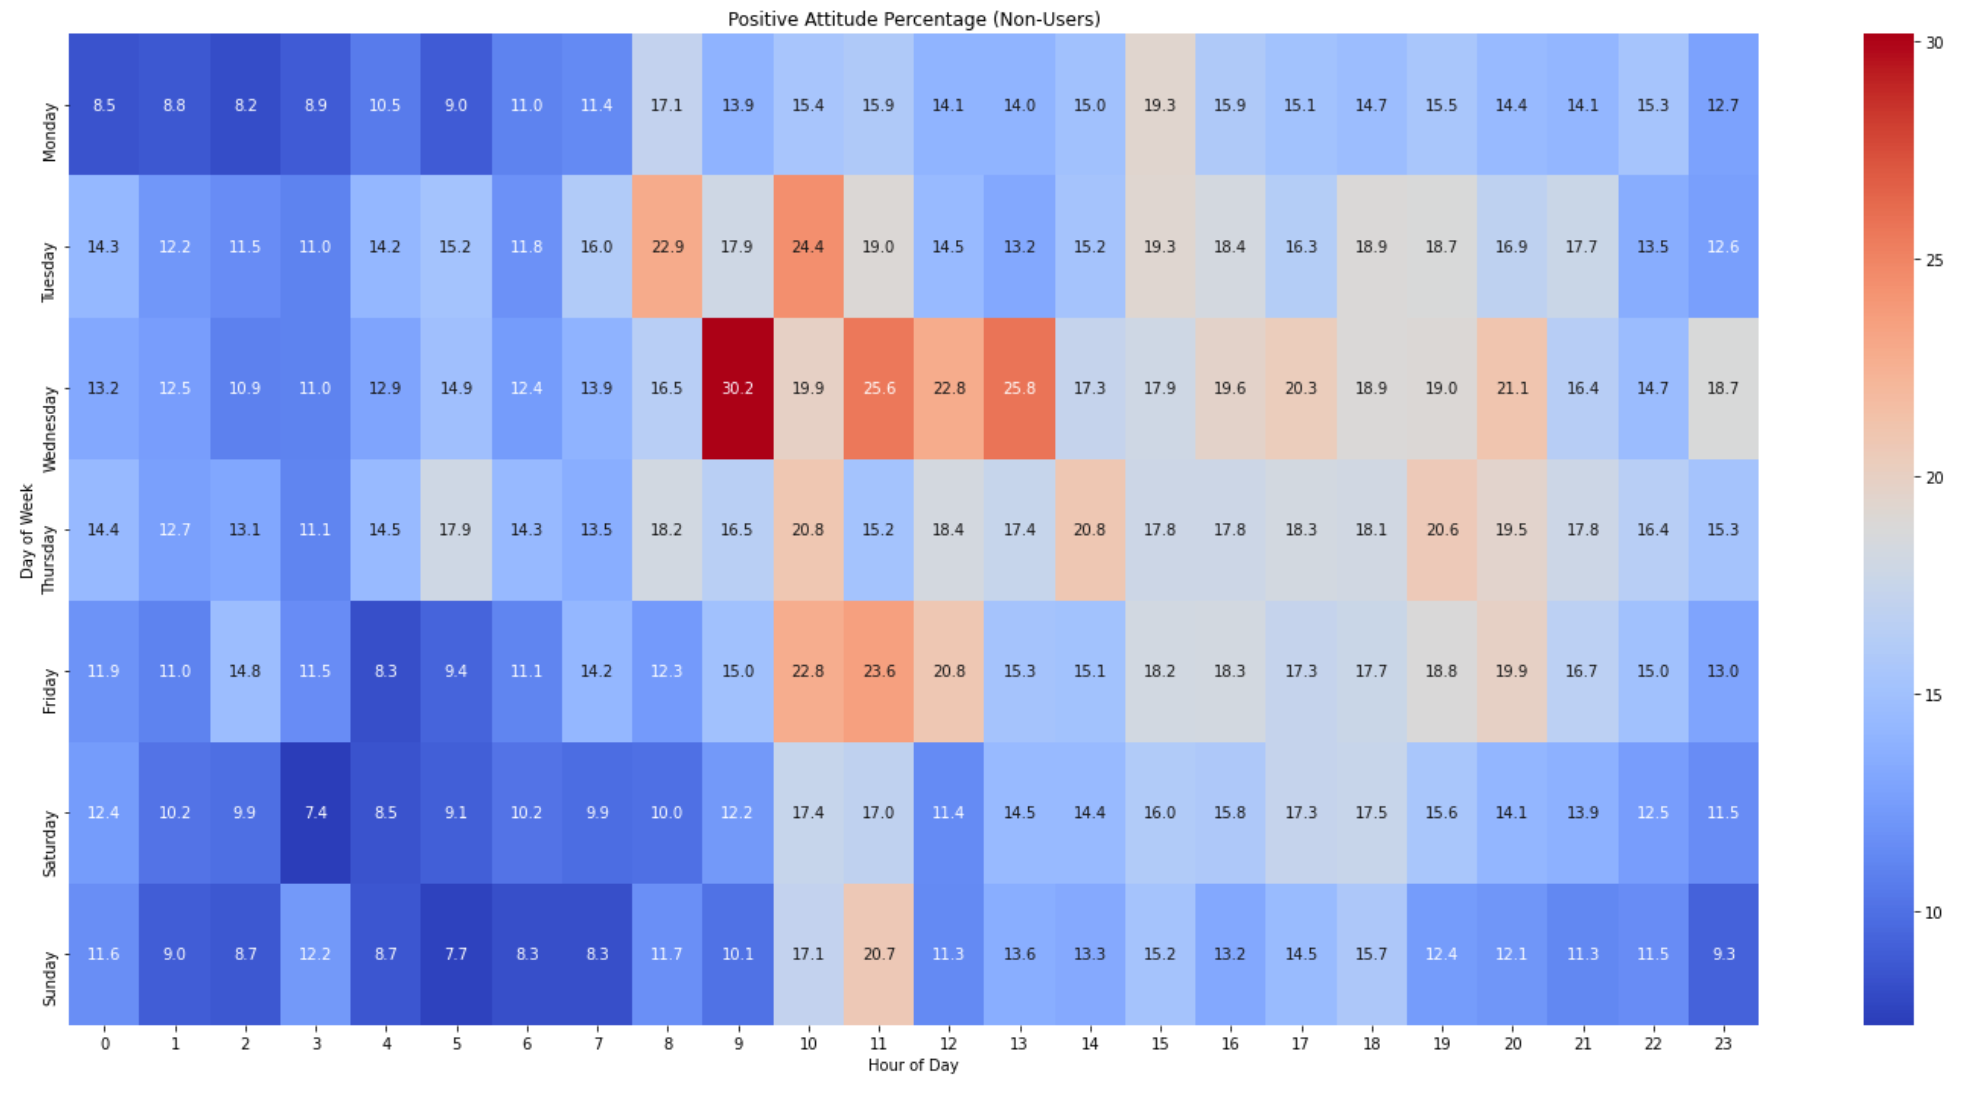 Positive Attitude Percentage (Non-Users)
Monday 8.5 8.8 8.2 8.9 10.5 9.0 11.0 11.4 17.1 13.9 15.4 15.9 14.1 14.0 15.0 19.3 15.9 15.1 14.7 15.5 14.4 14.1 15.3 12.7
Tuesday 14.3 12.2 11.5 11.0 14.2 15.2 11.8 16.0 22.9 17.9 24.4 19.0 14.5 13.2 15.2 19.3 18.4 16.3 18.9 18.7 16.9 17.7 13.5 12.6
Wednesday 13.2 12.5 10.9 11.0 12.9 14.9 12.4 13.9 16.5 30.2 19.9 25.6 22.8 25.8 17.3 17.9 19.6 20.3 18.9 19.0 21.1 16.4 14.7 18.7
Day of Week
Thursday 14.4 12.7 13.1 11.1 14.5 17.9 14.3 13.5 18.2 16.5 20.8 15.2 18.4 17.4 20.8 17.8 17.8 18.3 18.1 20.6 19.5 17.8 16.4 15.3
Friday 11.9 11.0 14.8 11.5 8.3 9.4 11.1 14.2 12.3 15.0 22.8 23.6 20.8 15.3 15.1 18.2 18.3 17.3 17.7 18.8 19.9 16.7 15.0 13.0
Saturday 12.4 10.2 9.9 7.4 8.5 9.1 10.2 9.9 10.0 12.2 17.4 17.0 11.4 14.5 14.4 16.0 15.8 17.3 17.5 15.6 14.1 13.9 12.5 11.5
Sunday 11.6 9.0 8.7 12.2 8.7 7.7 8.3 8.3 11.7 10.1 17.1 20.7 11.3 13.6 13.3 15.2 13.2 14.5 15.7 12.4 12.1 11.3 11.5 9.3
0 1 2 3 4 5 6 7 8 9 10 11 12 13 14 15 16 17 18 19 20 21 22 23
Hour of Day
30
25
20
15
10